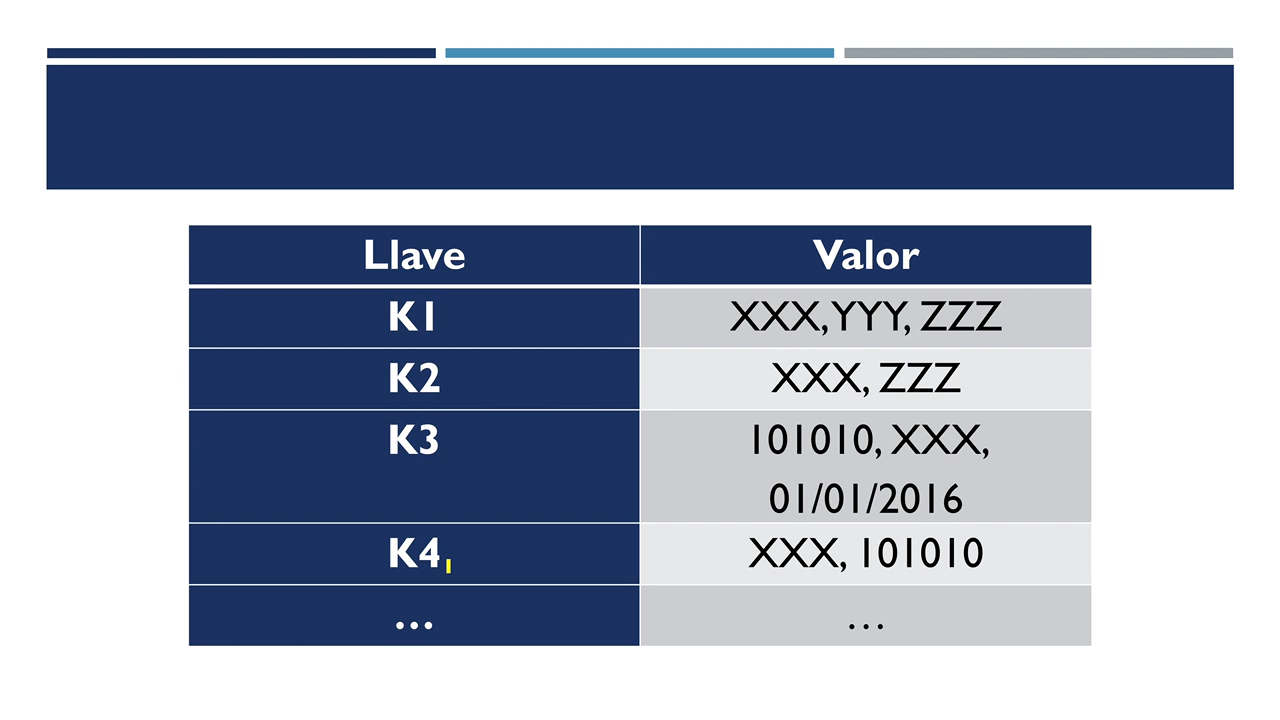 Llave Valor
K1 XXX, YYY, ZZZ
K2 XXX, ZZZ
K3 101010, XXX,
01/01/2016
K4 XXX, 101010
... ...